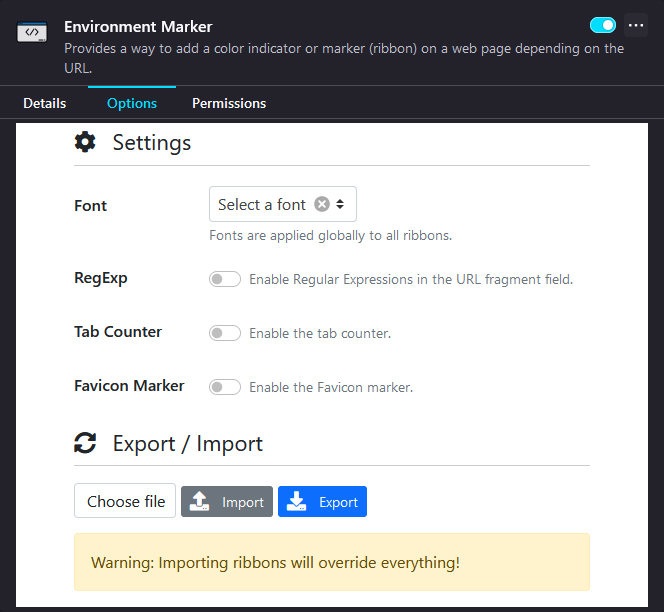 Environment Marker
Provides a way to add a color indicator or marker (ribbon) on a web page depending on the
URL.
Details
Options
Permissions
Settings
Font
Select a font
Fonts are applied globally to all ribbons.
RegExp
Enable Regular Expressions in the URL fragment field.
Tab Counter
Enable the tab counter.
Favicon Marker
Enable the Favicon marker.
Export / Import
Choose file
Import
Export
Warning: Importing ribbons will override everything!